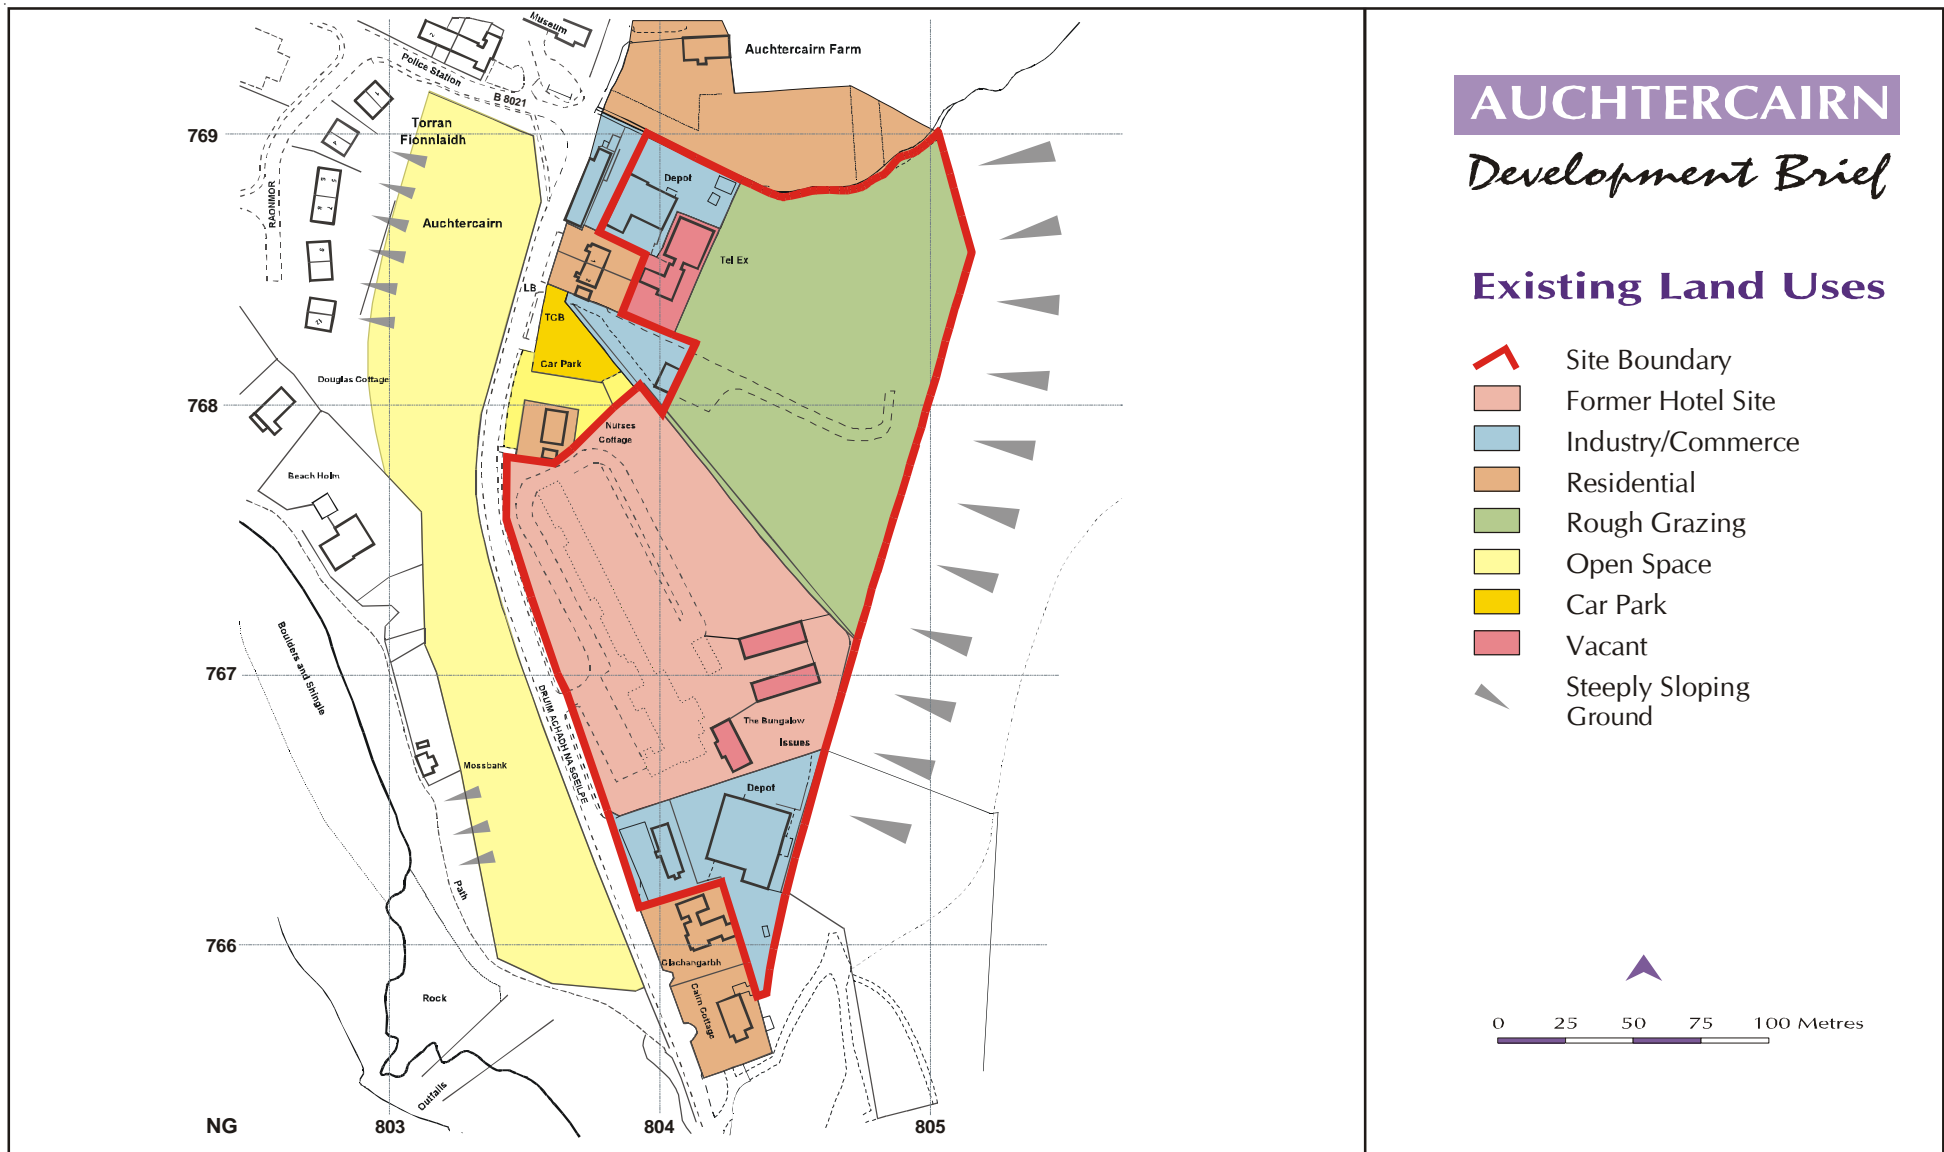 AUCHTERCAIRN
Development Brief
Existing Land Uses
Site Boundary
Former Hotel Site
Industry/Commerce
Residential
Rough Grazing
Open Space
Car Park
Vacant
Steeply Sloping
Ground
0 25 50 75 100 Metres
Museum
Auchtercairn Farm
Police Station
B 8021
769
Torran
Fionnlaidh
Depot
RAONMOR
Auchtercairn
Tel Ex
LB
TCB
Car Park
Douglas Cottage
768
Nurses
Cottage
Beach Holm
Boulders and Shingle
767
DRUIM ACHADH NA SGEILPE
The Bungalow
Issues
Mossbank
Depot
Path
766
Glachangarbh
Cairn Cottage
Rock
Outfalls
NG
803
804
805